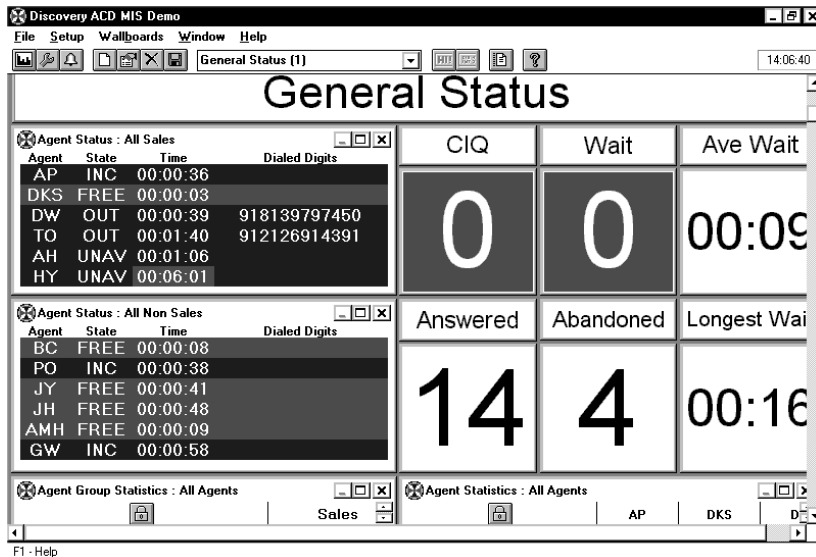 Discovery ACD MIS Demo
File Setup Wallboards Window Help
General Status (1) 14:06:40
General Status
Agent Status : All Sales
Agent State Time Dialed Digits
AP INC 00:00:36
DKS FREE 00:00:03
DW OUT 00:00:39 918139797450
TO OUT 00:01:40 912126914391
AH UNAV 00:01:06
HY UNAV 00:06:01
CIQ Wait Ave Wait
0 0 00:09
Agent Status : All Non Sales
Agent State Time Dialed Digits
BC FREE 00:00:08
PO INC 00:00:38
JY FREE 00:00:41
JH FREE 00:00:48
AMH FREE 00:00:09
GW INC 00:00:58
Answered Abandoned Longest Wai
14 4 00:16
Agent Group Statistics : All Agents
Sales
Agent Statistics : All Agents
AP DKS D
F1 - Help